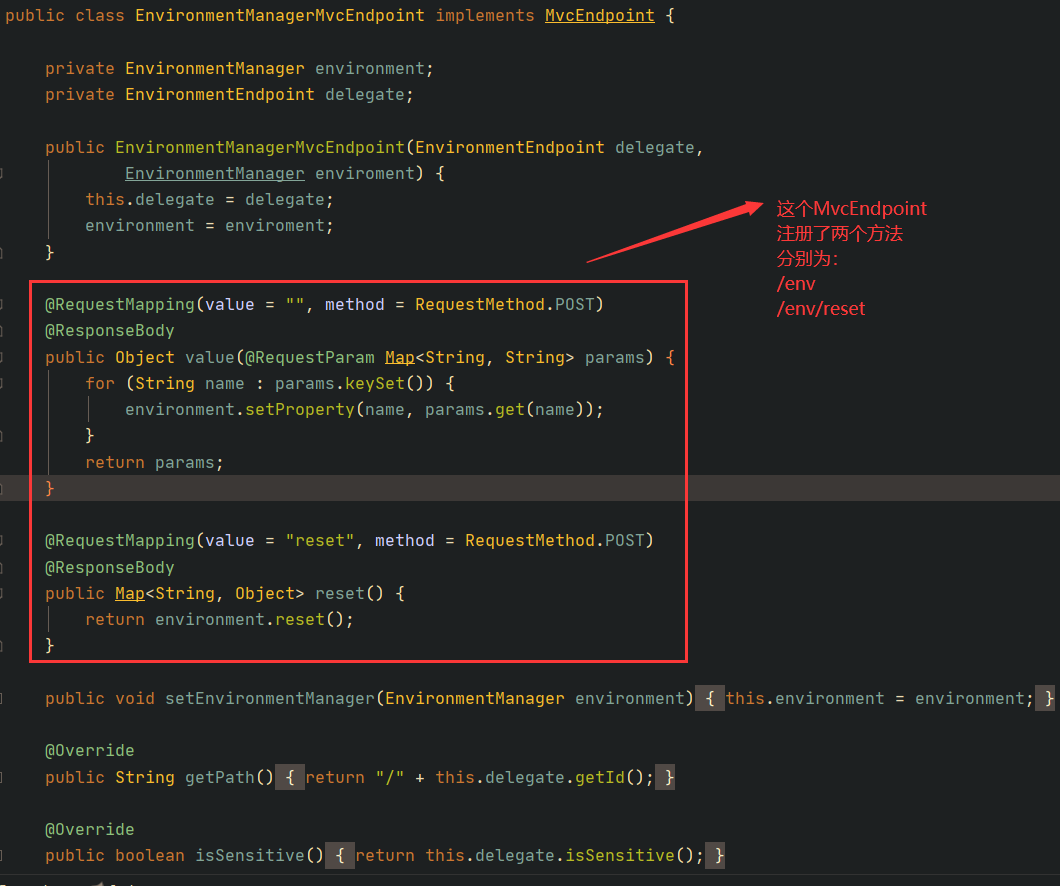 public class EnvironmentManagerMvcEndpoint implements MvcEndpoint {
private EnvironmentManager environment;
private EnvironmentEndpoint delegate;
public EnvironmentManagerMvcEndpoint(EnvironmentEndpoint delegate,
EnvironmentManager enviroment) {
this.delegate = delegate;
environment = enviroment;
}
这个MvcEndpoint
注册了两个方法
分别为：
/env
/env/reset
@RequestMapping(value = "", method = RequestMethod.POST)
@ResponseBody
public Object value(@RequestParam Map<String, String> params) {
for (String name : params.keySet()) {
environment.setProperty(name, params.get(name));
}
return params;
}
@RequestMapping(value = "reset", method = RequestMethod.POST)
@ResponseBody
public Map<String, Object> reset() {
return environment.reset();
}
public void setEnvironmentManager(EnvironmentManager environment) { this.environment = environment; }
@Override
public String getPath() { return "/" + this.delegate.getId(); }
@Override
public boolean isSensitive() { return this.delegate.isSensitive(); }